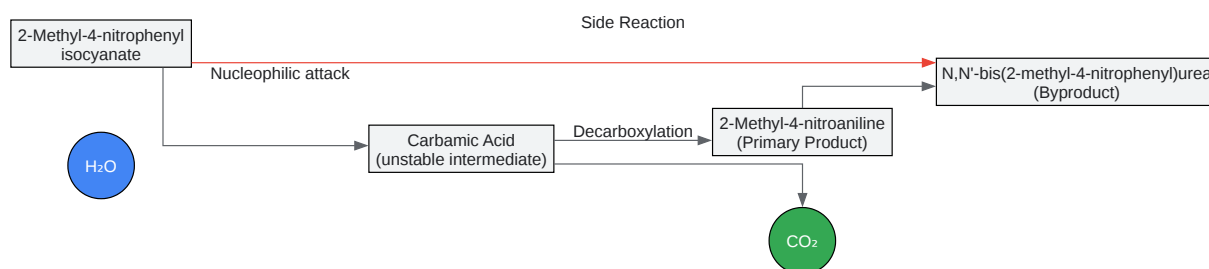 Side Reaction
2-Methyl-4-nitrophenyl
isocyanate
Nucleophilic attack
N,N'-bis(2-methyl-4-nitrophenyl)urea
(Byproduct)
H₂O
Carbamic Acid
(unstable intermediate)
Decarboxylation
2-Methyl-4-nitroaniline
(Primary Product)
CO₂